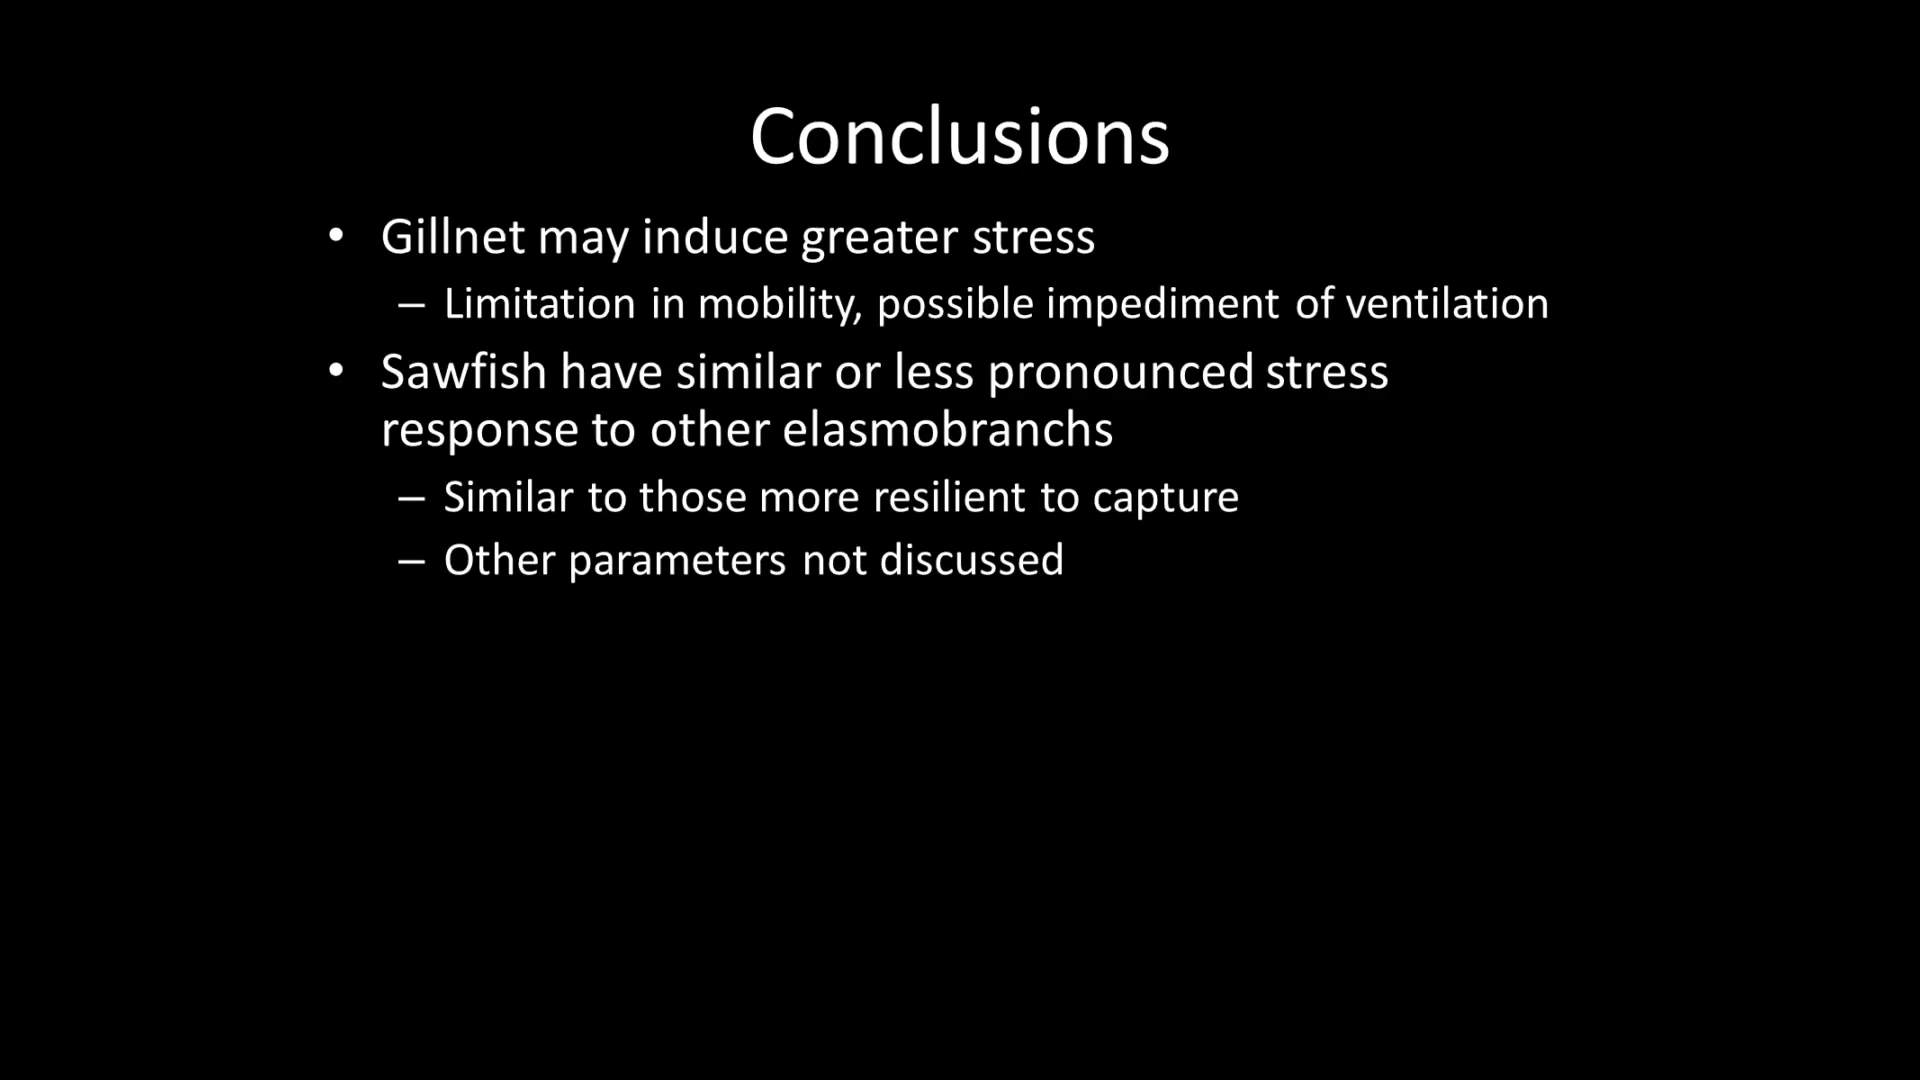 Conclusions
• Gillnet may induce greater stress
– Limitation in mobility, possible impediment of ventilation
• Sawfish have similar or less pronounced stress
response to other elasmobranchs
– Similar to those more resilient to capture
– Other parameters not discussed